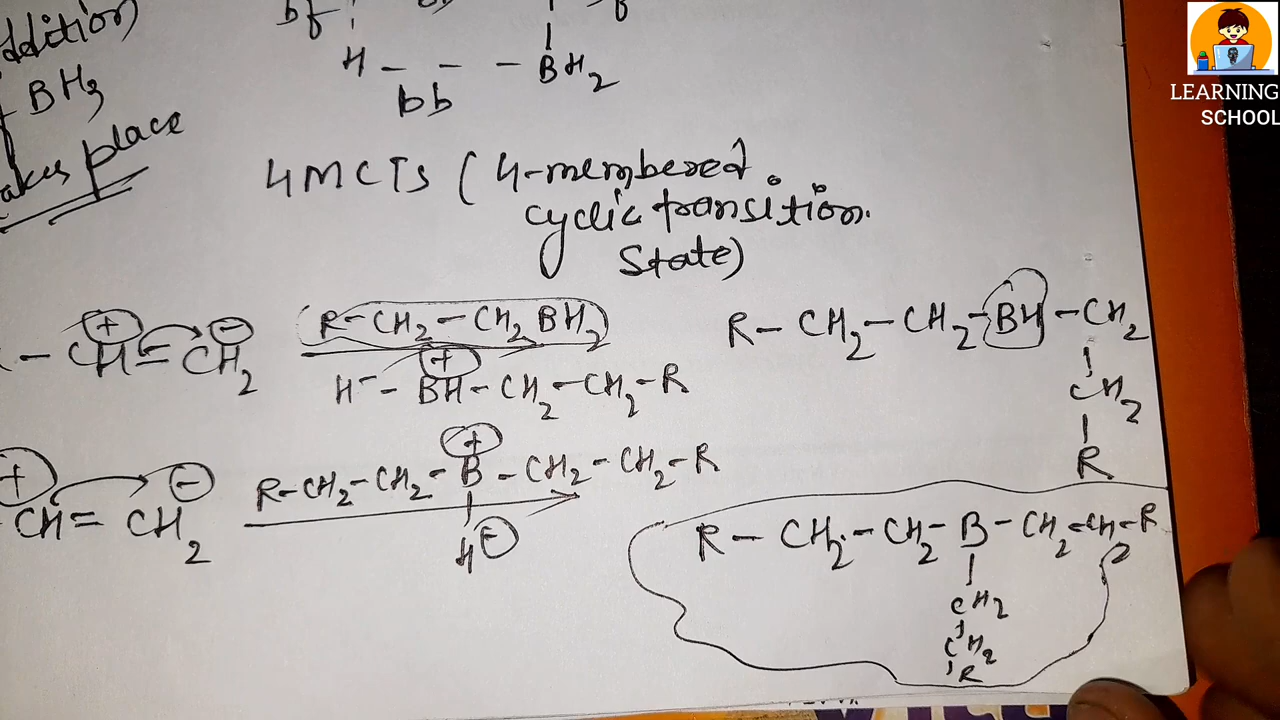 ddition
BH3
akes place
bf
H - - - BH2
bb
LEARNING
SCHOOL
4MCTS (4-membered
cyclic transition
State)
- CH = CH2
+
-
R-CH2-CH2BH2
H- - BH-CH2-CH2-R
+
R-CH2-CH2-BH-CH2
CH2
R
+
CH = CH2
-
R-CH2-CH2-B-CH2-CH2-R
+
H -
R-CH2-CH2-B-CH2-CH2-R
CH2
CH2
R